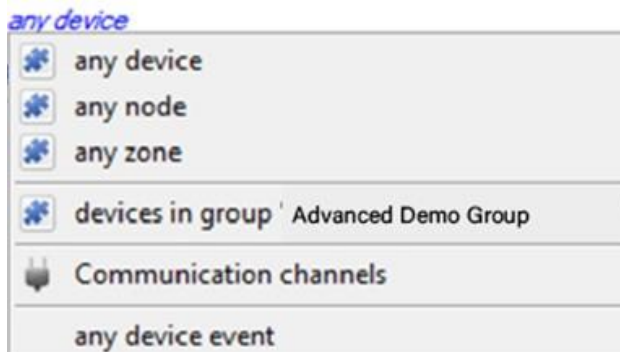 any device
any device
any node
any zone
devices in group ' Advanced Demo Group
Communication channels
any device event